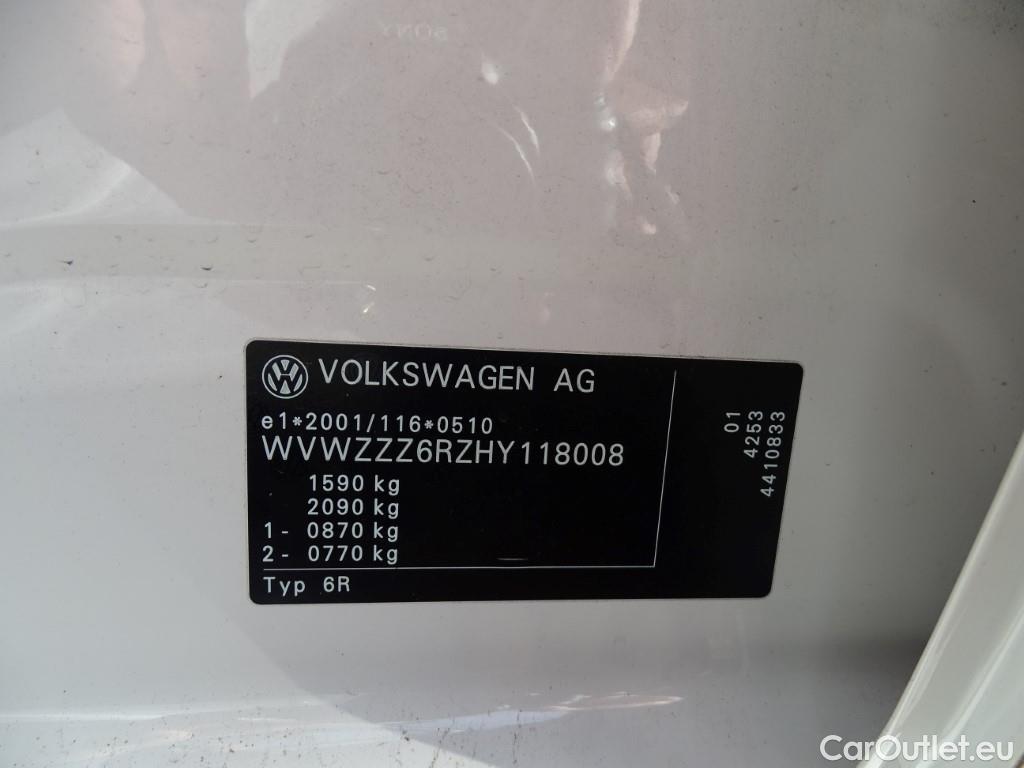 SONY
VOLKSWAGEN AG
e1*2001/116*0510
WVWZZZ6RZHY118008
1590 kg
2090 kg
1- 0870 kg
2- 0770 kg
Typ 6R
01
4253
4410833
CarOutlet.eu